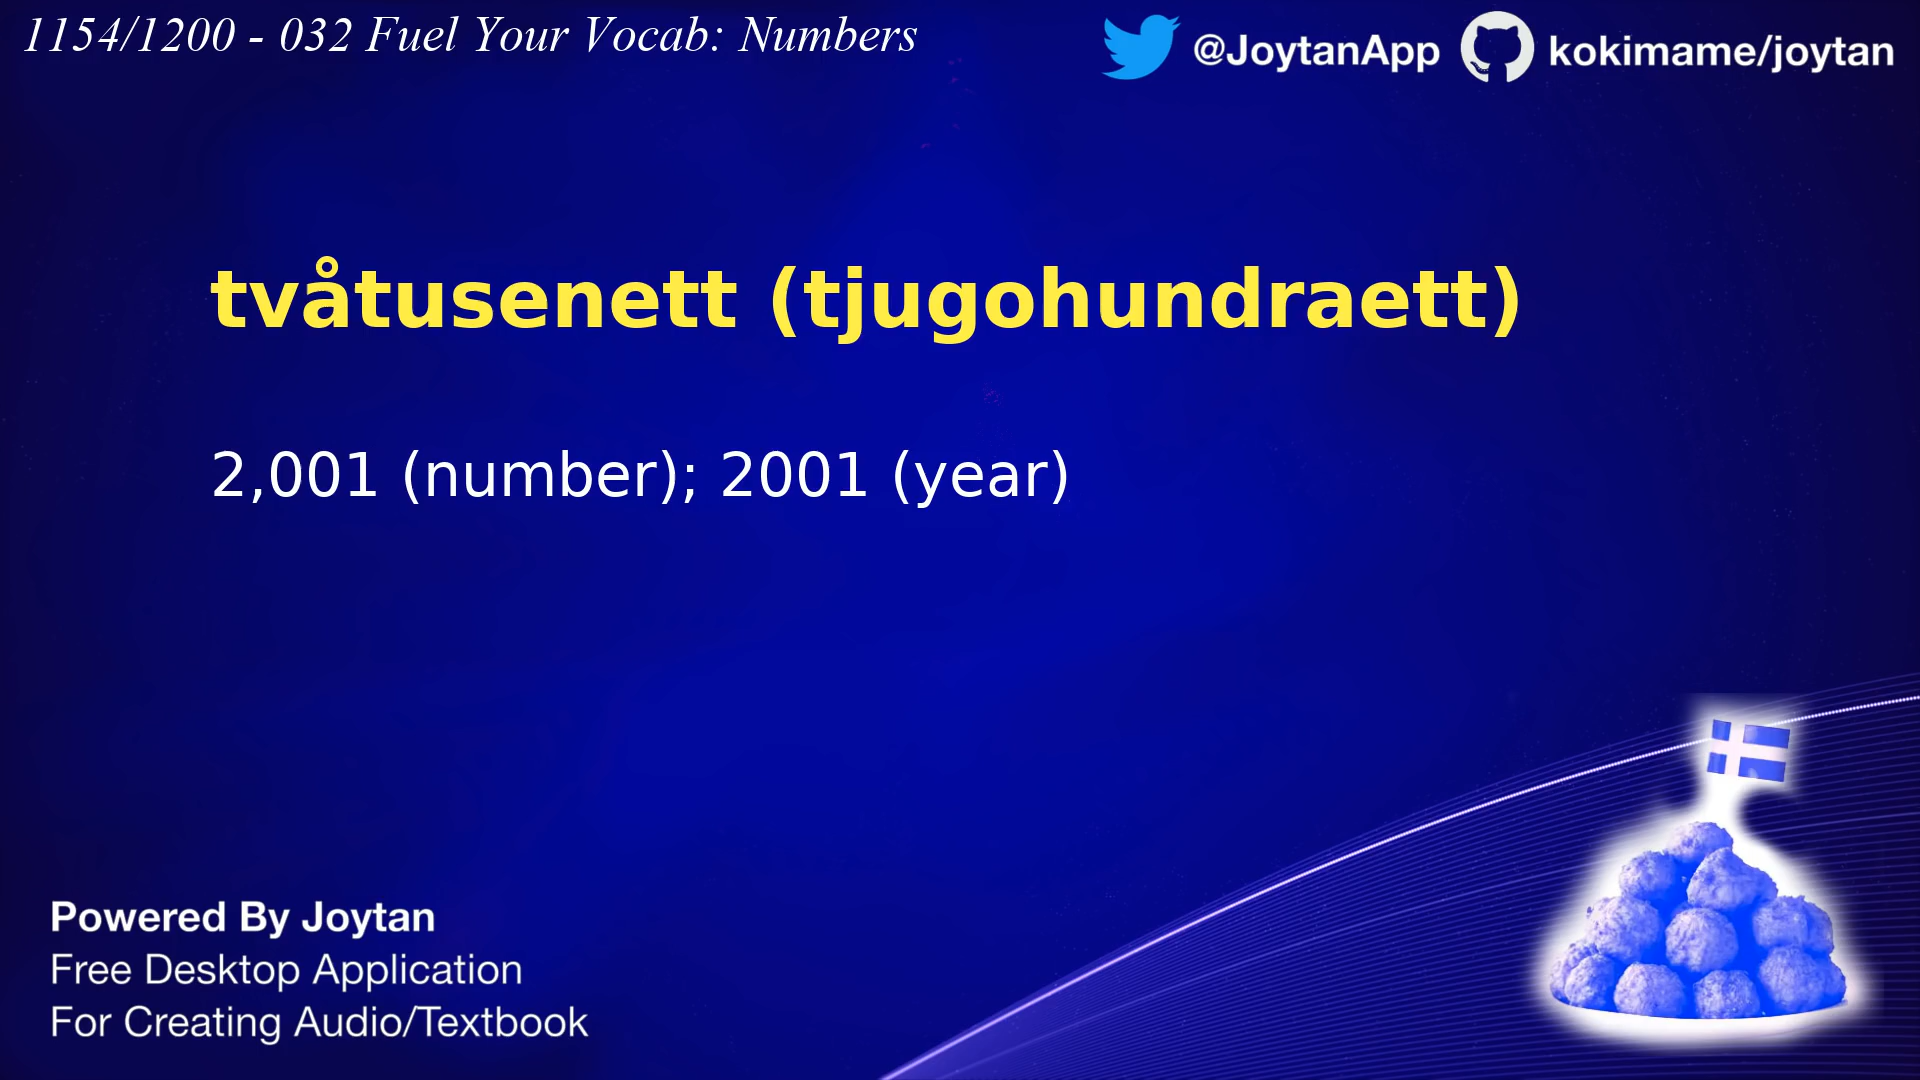 1154/1200 - 032 Fuel Your Vocab: Numbers
@JoytanApp
kokimame/joytan
tvåtusenett (tjugohundraett)
2,001 (number); 2001 (year)
Powered By Joytan
Free Desktop Application
For Creating Audio/Textbook